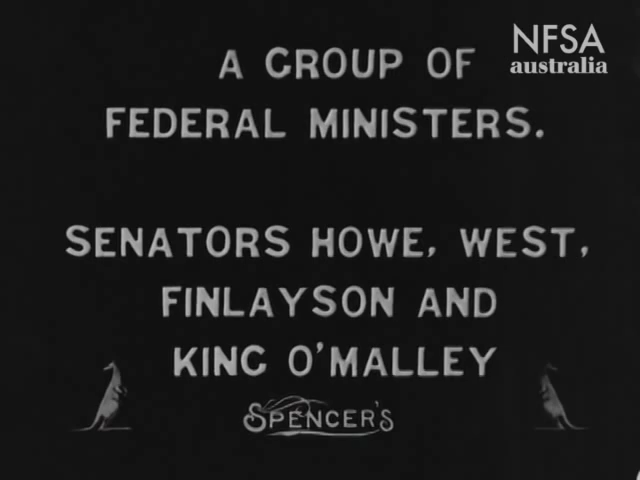 NFSA
australia
A GROUP OF
FEDERAL MINISTERS.
SENATORS HOWE, WEST,
FINLAYSON AND
KING O'MALLEY
SPENCER'S